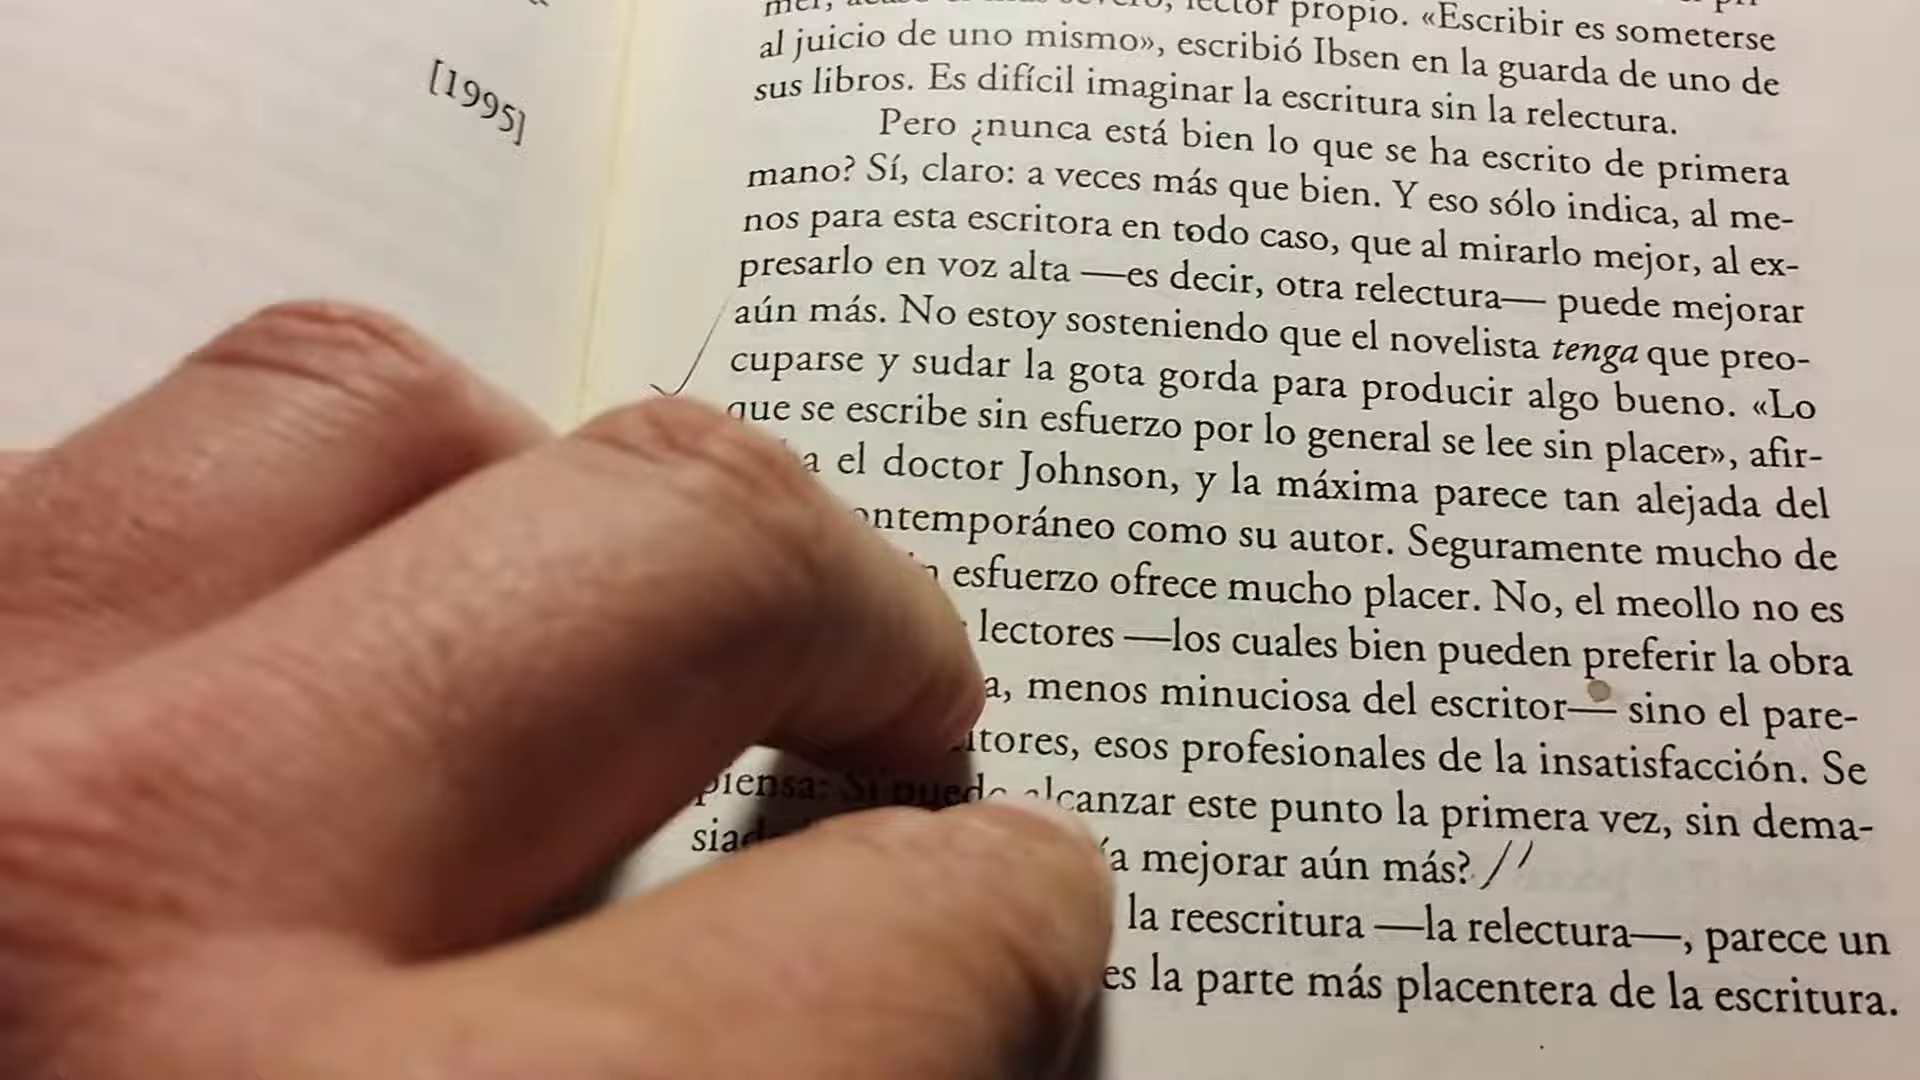 [1995]
lector propio. «Escribir es someterse
al juicio de uno mismo», escribió Ibsen en la guarda de uno de
sus libros. Es difícil imaginar la escritura sin la relectura.
Pero ¿nunca está bien lo que se ha escrito de primera
mano? Sí, claro: a veces más que bien. Y eso sólo indica, al me-
nos para esta escritora en todo caso, que al mirarlo mejor, al ex-
presarlo en voz alta —es decir, otra relectura— puede mejorar
aún más. No estoy sosteniendo que el novelista tenga que preo-
cuparse y sudar la gota gorda para producir algo bueno. «Lo
que se escribe sin esfuerzo por lo general se lee sin placer», afir-
el doctor Johnson, y la máxima parece tan alejada del
contemporáneo como su autor. Seguramente mucho de
esfuerzo ofrece mucho placer. No, el meollo no es
lectores —los cuales bien pueden preferir la obra
menos minuciosa del escritor— sino el pare-
esos profesionales de la insatisfacción. Se
piensa: Si puedo alcanzar este punto la primera vez, sin dema-
mejorar aún más?
la reescritura —la relectura—, parece un
es la parte más placentera de la escritura.